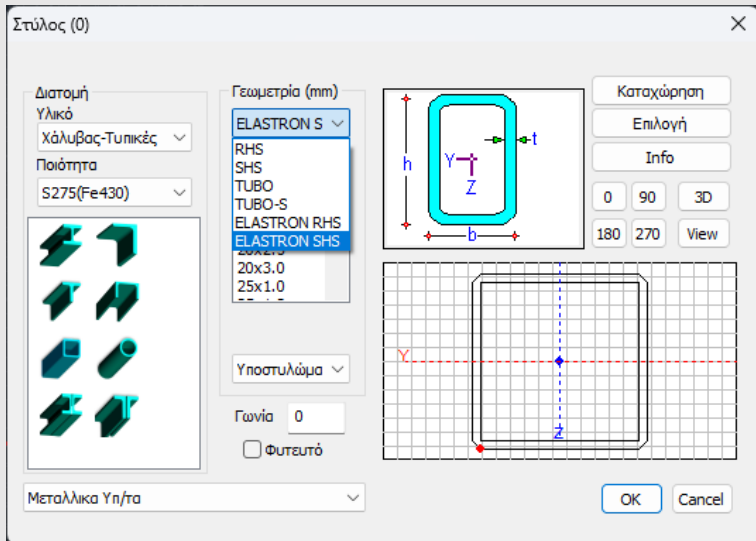 Στύλος (0)
Διατομή
Υλικό
Χάλυβας-Τυπικές
Ποιότητα
S275(Fe430)
Γεωμετρία (mm)
ELASTRON S
RHS
SHS
TUBO
TUBO-S
ELASTRON RHS
ELASTRON SHS
20x3.0
25x1.0
Υποστυλώμα
Γωνία 0
Φυτευτό
h
b
t
Y
Z
Καταχώρηση
Επιλογή
Info
0 90 3D
180 270 View
Y
Z
Μεταλλικα Υπ/τα
OK Cancel